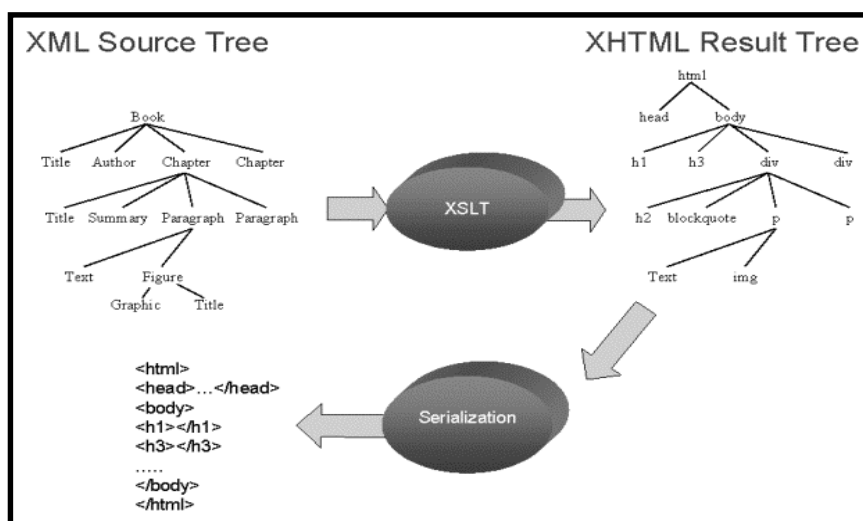 XML Source Tree
Book
Title Author Chapter Chapter
Title Summary Paragraph Paragraph
Text Figure
Graphic Title
XSLT
XHTML Result Tree
html
head body
h1 h3 div div
h2 blockquote p p
Text img
Serialization
<html>
<head>...</head>
<body>
<h1></h1>
<h3></h3>
.....
</body>
</html>